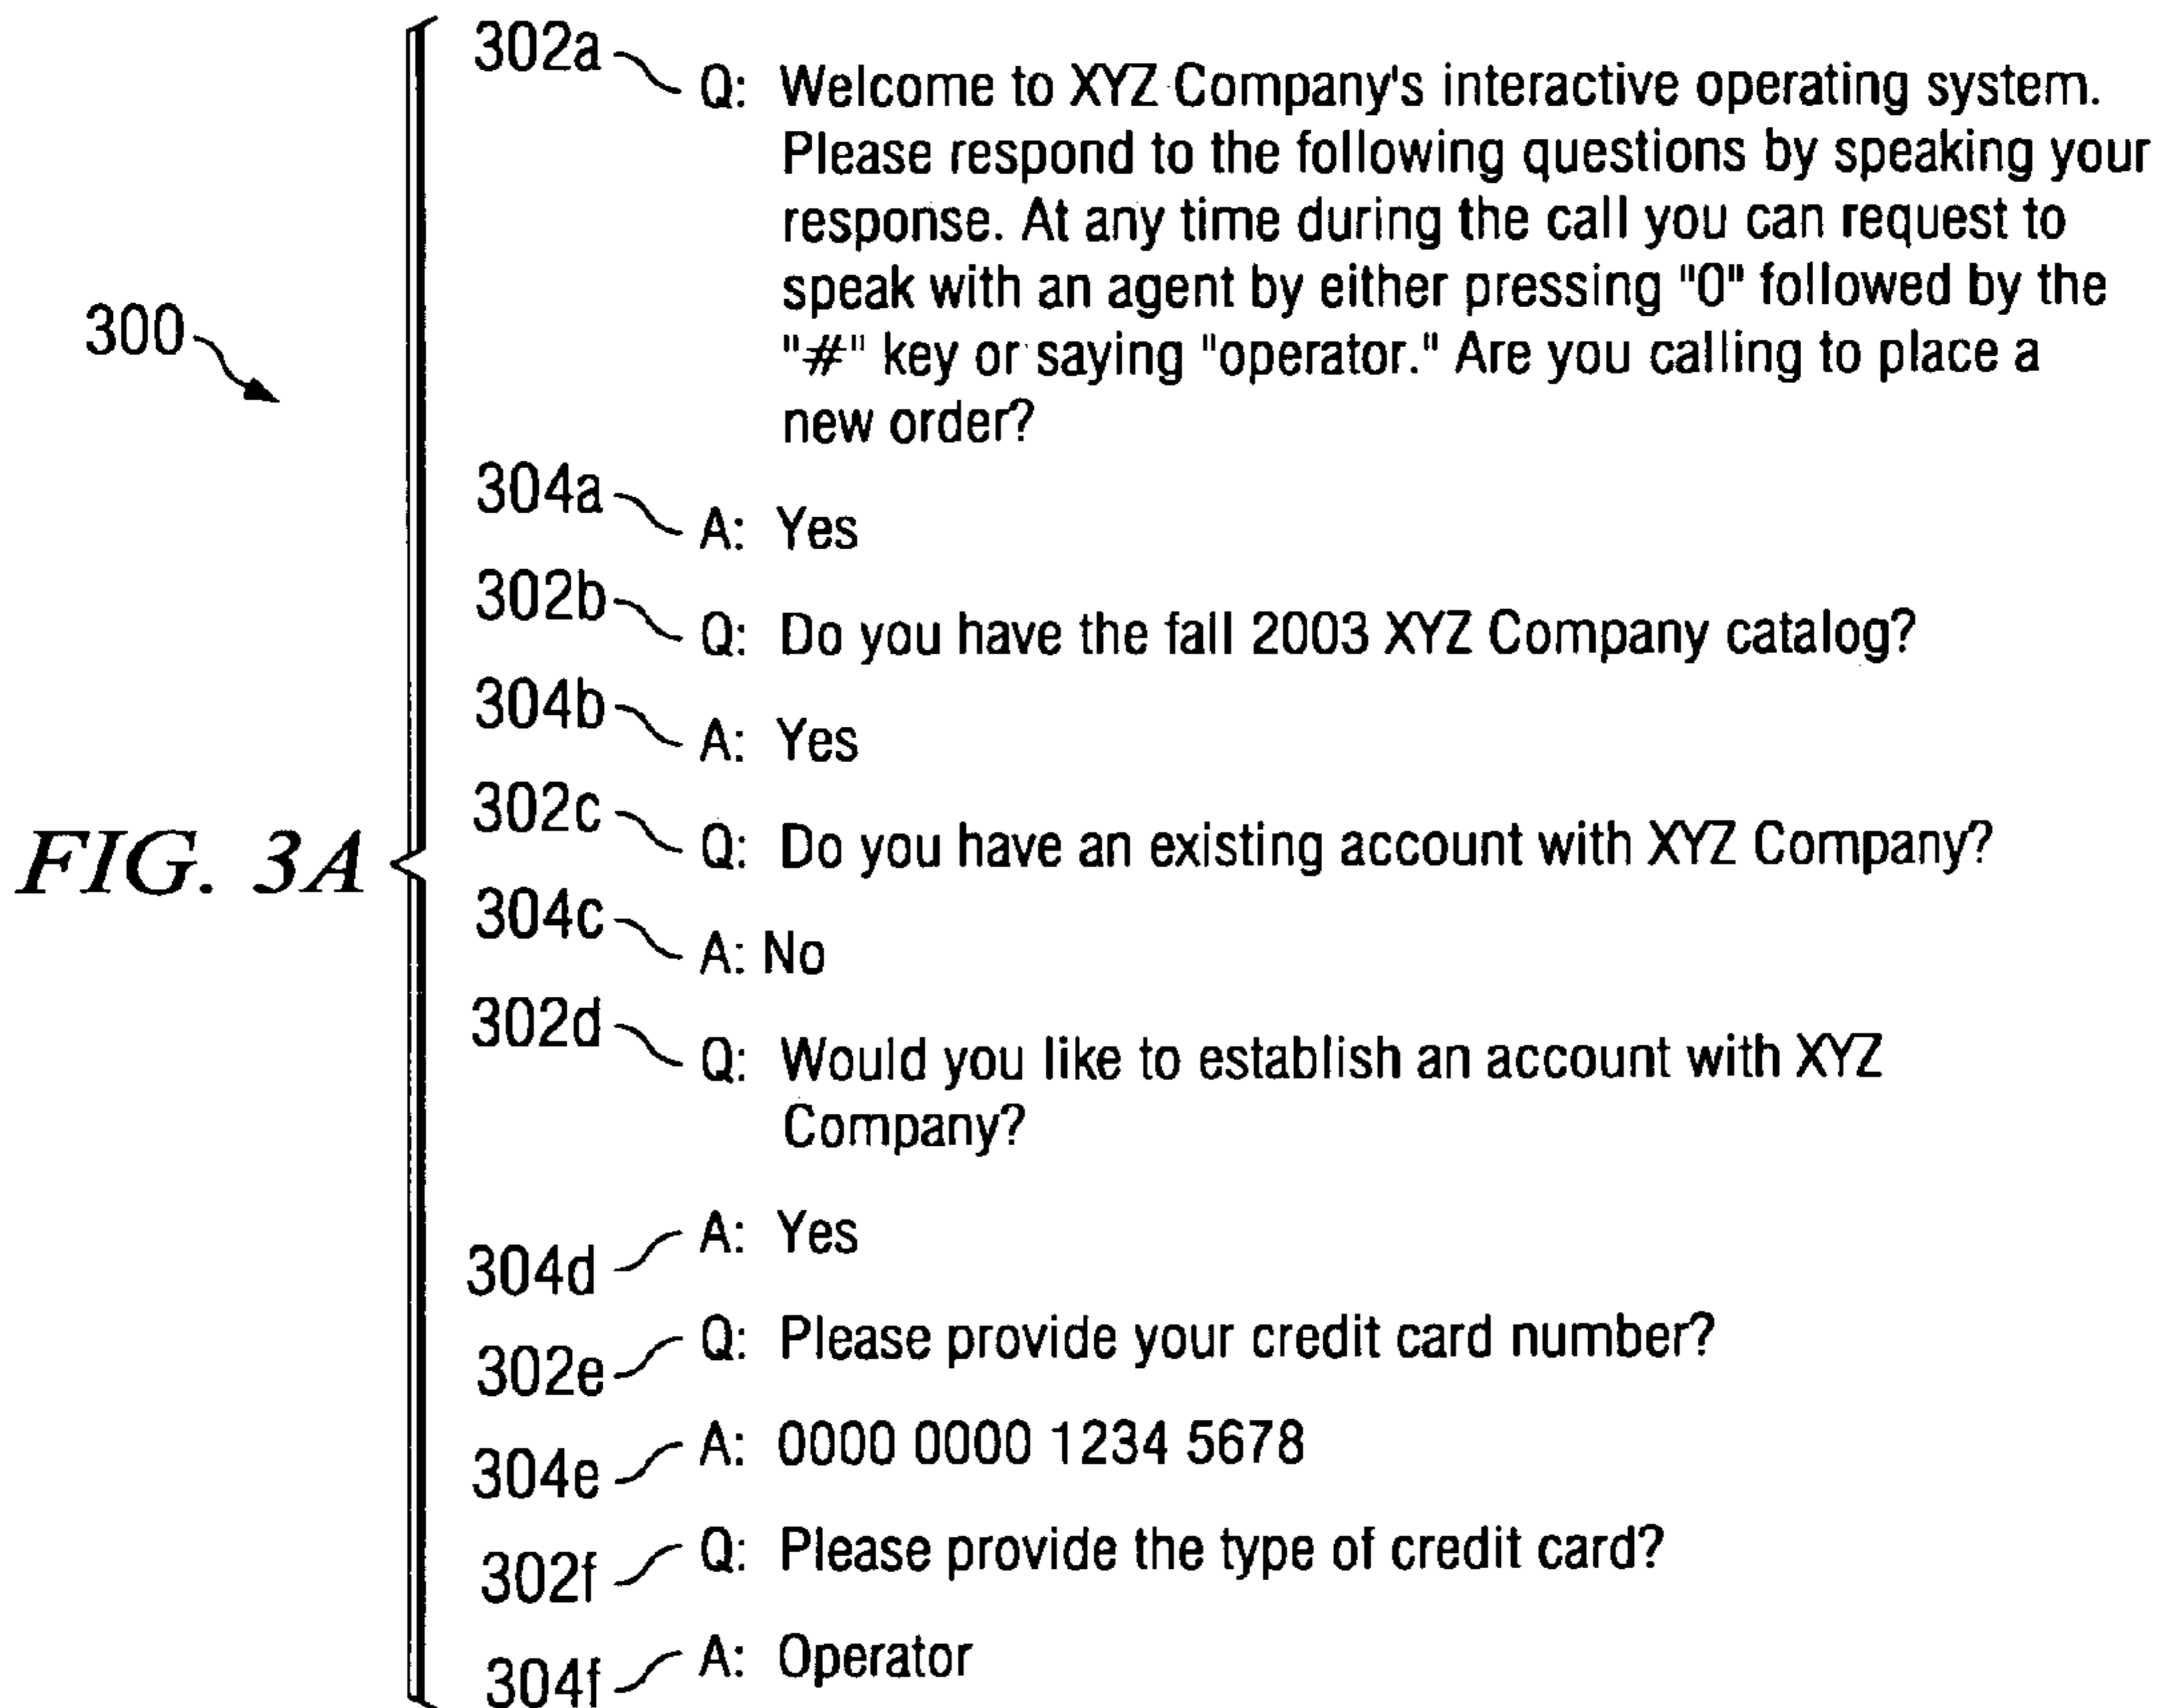 302a
Q: Welcome to XYZ Company's interactive operating system.
Please respond to the following questions by speaking your
response. At any time during the call you can request to
speak with an agent by either pressing "0" followed by the
"#" key or saying "operator." Are you calling to place a
new order?
300
304a
A: Yes
302b
Q: Do you have the fall 2003 XYZ Company catalog?
304b
A: Yes
302c
Q: Do you have an existing account with XYZ Company?
FIG. 3A
304c
A: No
302d
Q: Would you like to establish an account with XYZ
Company?
304d
A: Yes
302e
Q: Please provide your credit card number?
304e
A: 0000 0000 1234 5678
302f
Q: Please provide the type of credit card?
304f
A: Operator